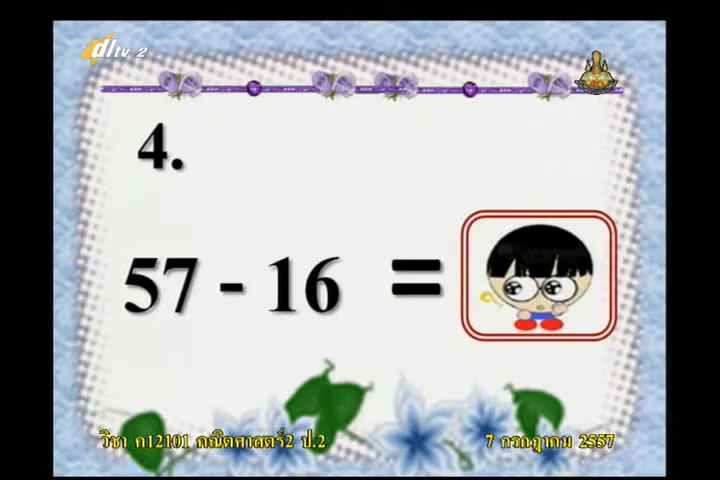 dltv 2
4.
57 - 16 =
วิชา ค12101 คณิตศาสตร์2 ป.2 7 กรกฎาคม 2557